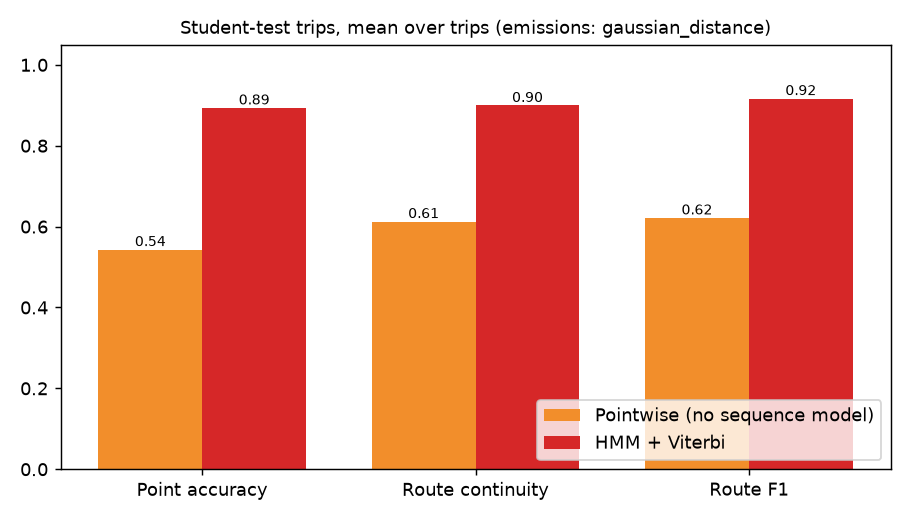 Student-test trips, mean over trips (emissions: gaussian_distance)
1.0
0.8
0.6
0.4
0.2
0.0
0.54
0.89
0.61
0.90
0.62
0.92
Pointwise (no sequence model)
HMM + Viterbi
Point accuracy
Route continuity
Route F1